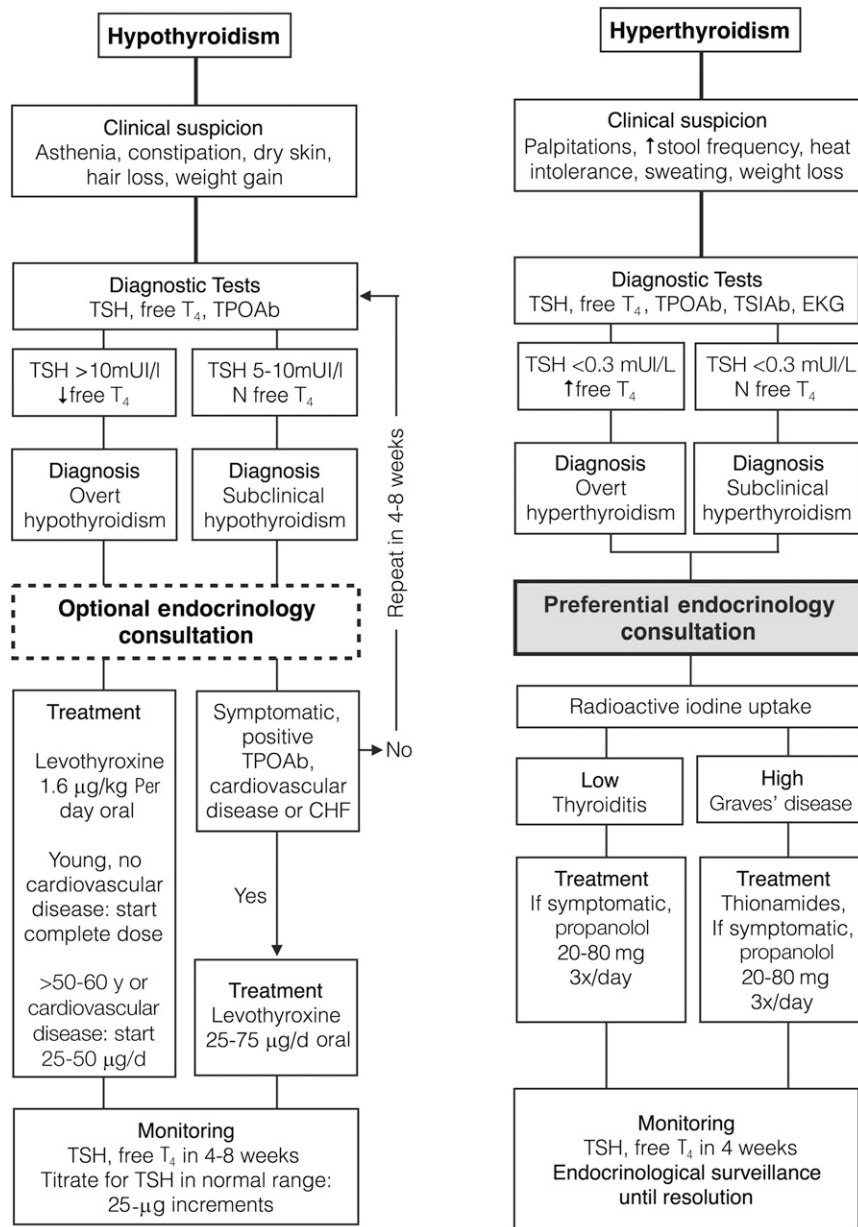 Hypothyroidism
Clinical suspicion
Asthenia, constipation, dry skin,
hair loss, weight gain
Diagnostic Tests
TSH, free T₄, TPOAb
TSH >10mUI/l
↓free T₄
TSH 5-10mUI/l
N free T₄
Diagnosis
Overt
hypothyroidism
Diagnosis
Subclinical
hypothyroidism
Repeat in 4-8 weeks
Optional endocrinology
consultation
Treatment
Levothyroxine
1.6 µg/kg Per
day oral
Young, no
cardiovascular
disease: start
complete dose
>50-60 y or
cardiovascular
disease: start
25-50 µg/d
Symptomatic,
positive
TPOAb,
cardiovascular
disease or CHF
No
Yes
Treatment
Levothyroxine
25-75 µg/d oral
Monitoring
TSH, free T₄ in 4-8 weeks
Titrate for TSH in normal range:
25-µg increments
Hyperthyroidism
Clinical suspicion
Palpitations, ↑stool frequency, heat
intolerance, sweating, weight loss
Diagnostic Tests
TSH, free T₄, TPOAb, TSIAb, EKG
TSH <0.3 mUI/L
↑free T₄
TSH <0.3 mUI/L
N free T₄
Diagnosis
Overt
hyperthyroidism
Diagnosis
Subclinical
hyperthyroidism
Preferential endocrinology
consultation
Radioactive iodine uptake
Low
Thyroiditis
High
Graves' disease
Treatment
If symptomatic,
propanolol
20-80 mg
3x/day
Treatment
Thionamides,
If symptomatic,
propanolol
20-80 mg
3x/day
Monitoring
TSH, free T₄ in 4 weeks
Endocrinological surveillance
until resolution